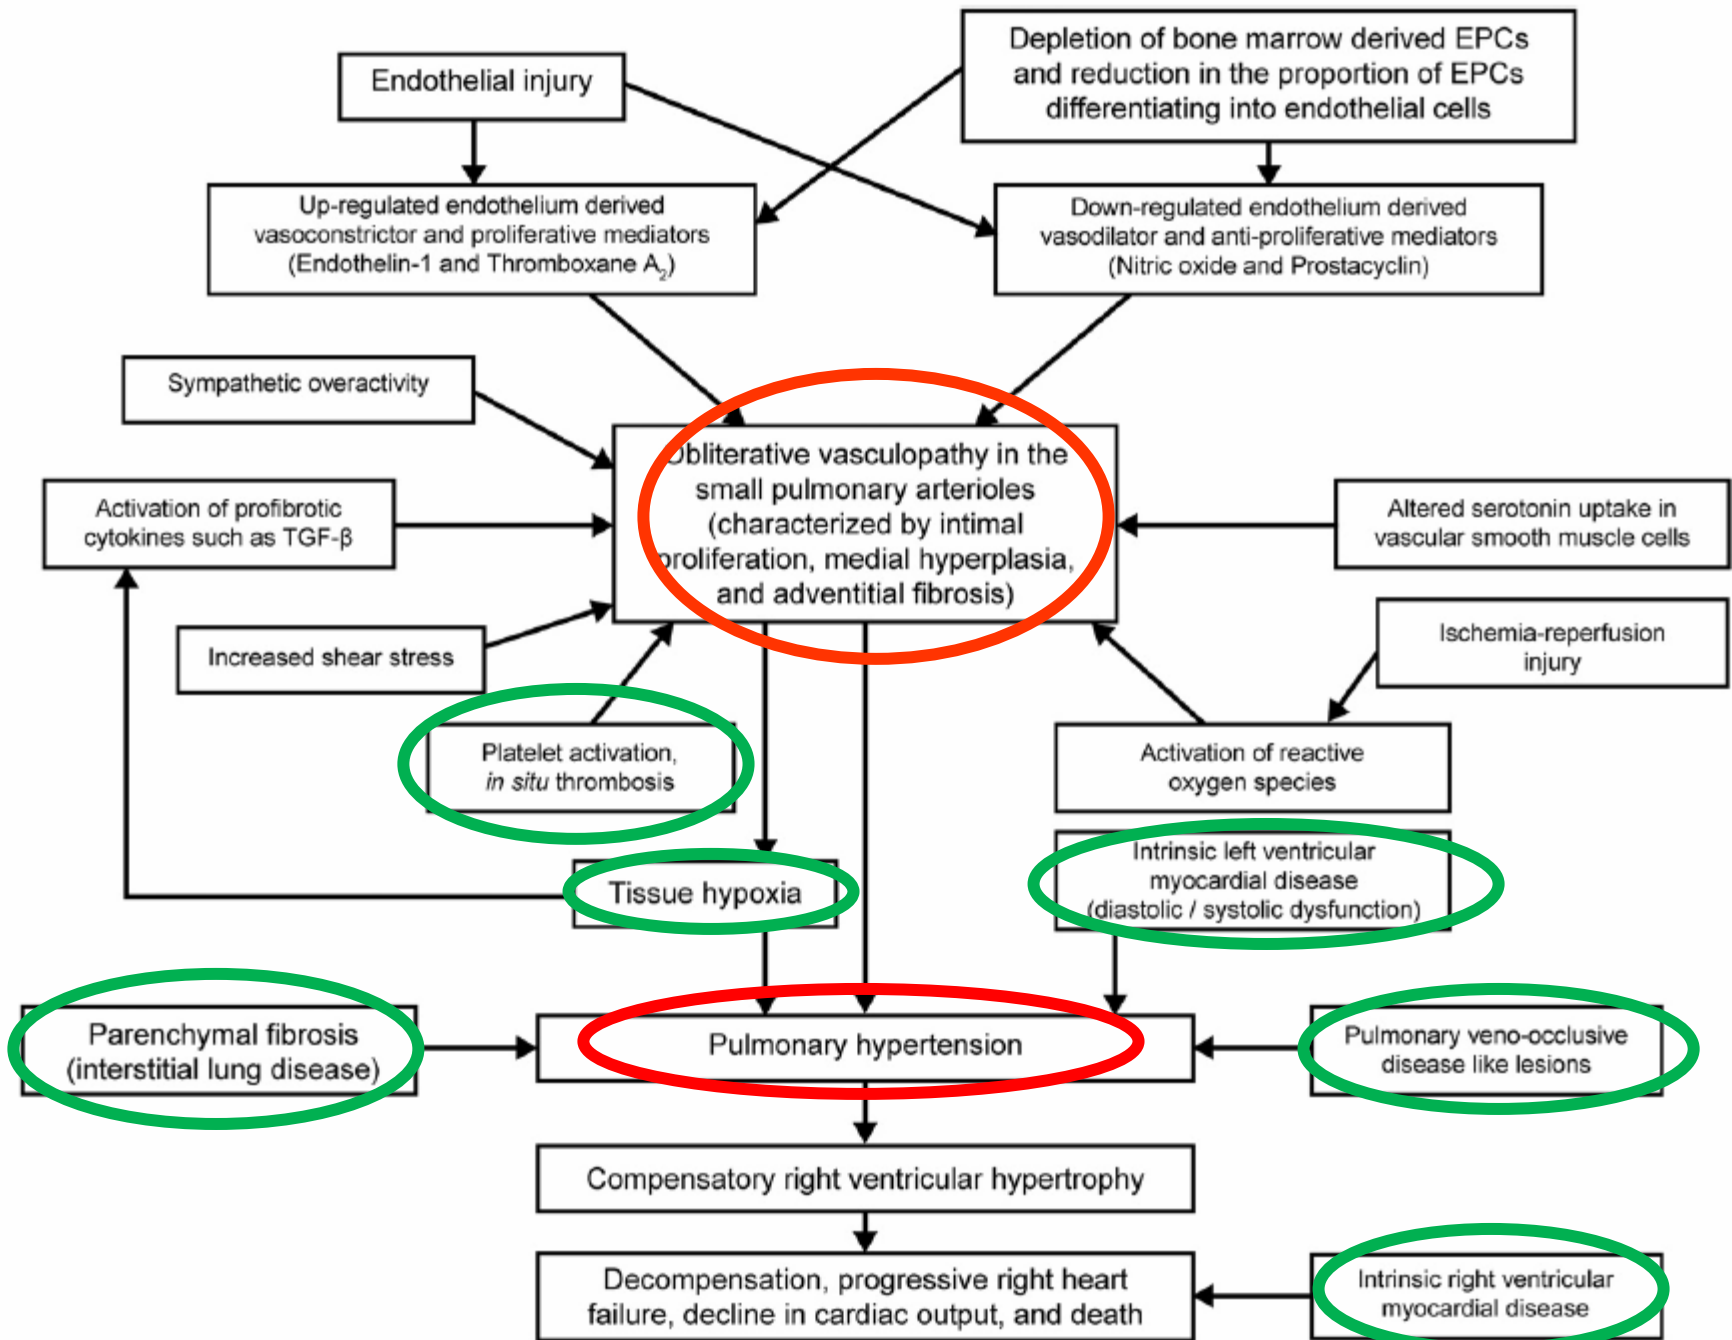 Endothelial injury
Depletion of bone marrow derived EPCs
and reduction in the proportion of EPCs
differentiating into endothelial cells
Up-regulated endothelium derived
vasoconstrictor and proliferative mediators
(Endothelin-1 and Thromboxane A₂)
Down-regulated endothelium derived
vasodilator and anti-proliferative mediators
(Nitric oxide and Prostacyclin)
Sympathetic overactivity
Obliterative vasculopathy in the
small pulmonary arterioles
(characterized by intimal
proliferation, medial hyperplasia,
and adventitial fibrosis)
Activation of profibrotic
cytokines such as TGF-β
Altered serotonin uptake in
vascular smooth muscle cells
Increased shear stress
Ischemia-reperfusion
injury
Platelet activation,
in situ thrombosis
Activation of reactive
oxygen species
Tissue hypoxia
Intrinsic left ventricular
myocardial disease
(diastolic / systolic dysfunction)
Parenchymal fibrosis
(interstitial lung disease)
Pulmonary hypertension
Pulmonary veno-occlusive
disease like lesions
Compensatory right ventricular hypertrophy
Decompensation, progressive right heart
failure, decline in cardiac output, and death
Intrinsic right ventricular
myocardial disease